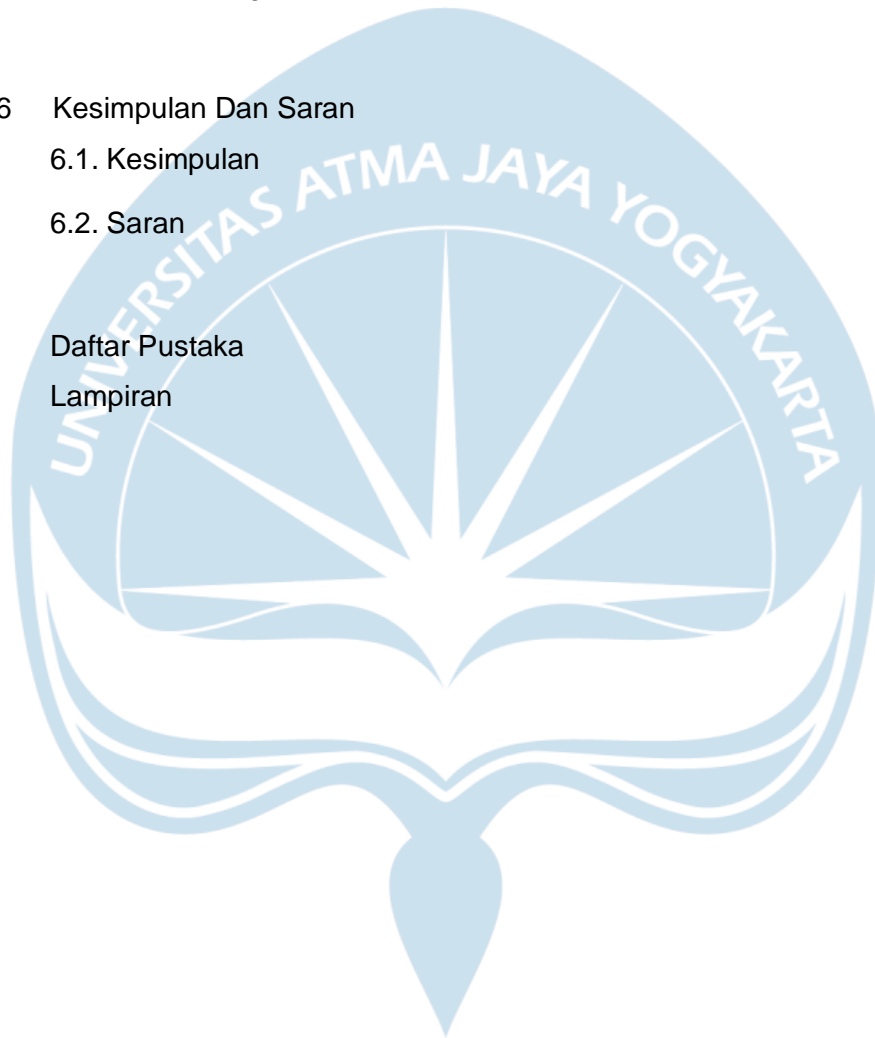 6 Kesimpulan Dan Saran
6.1. Kesimpulan
6.2. Saran
Daftar Pustaka
Lampiran
UNIVERSITAS ATMA JAYA YOGYAKARTA